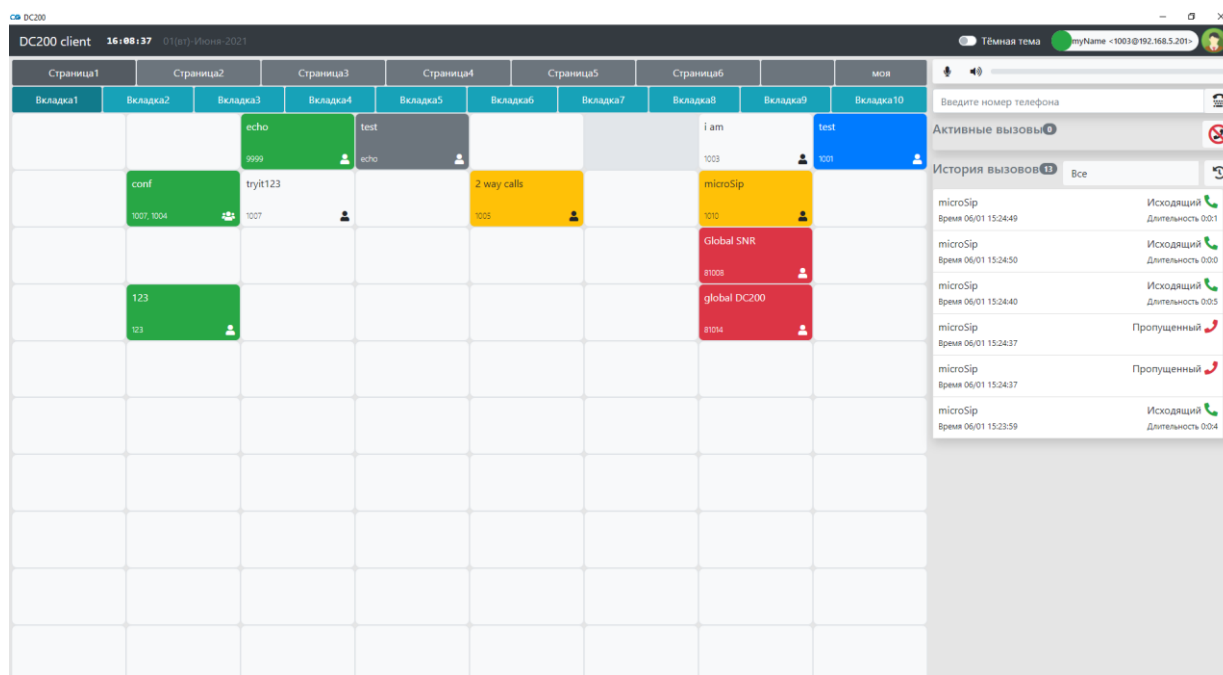 DC200
DC200 client 16:08:37 01(вт)-Июня-2021 Тёмная тема myName <1003@192.168.5.201>
Страница1 Страница2 Страница3 Страница4 Страница5 Страница6 моя
Вкладка1 Вкладка2 Вкладка3 Вкладка4 Вкладка5 Вкладка6 Вкладка7 Вкладка8 Вкладка9 Вкладка10
echo test i am test
9999 echo 1003 1001
conf tryit123 2 way calls microSip
1007, 1004 1007 1005 1010
Global SNR
81008
123 global DC200
123 81014
Введите номер телефона
Активные вызовы 0
История вызовов 13 Все
microSip Исходящий
Время 06/01 15:24:49 Длительность 0:0:1
microSip Исходящий
Время 06/01 15:24:50 Длительность 0:0:0
microSip Исходящий
Время 06/01 15:24:40 Длительность 0:0:5
microSip Пропущенный
Время 06/01 15:24:37
microSip Пропущенный
Время 06/01 15:24:37
microSip Исходящий
Время 06/01 15:23:59 Длительность 0:0:4